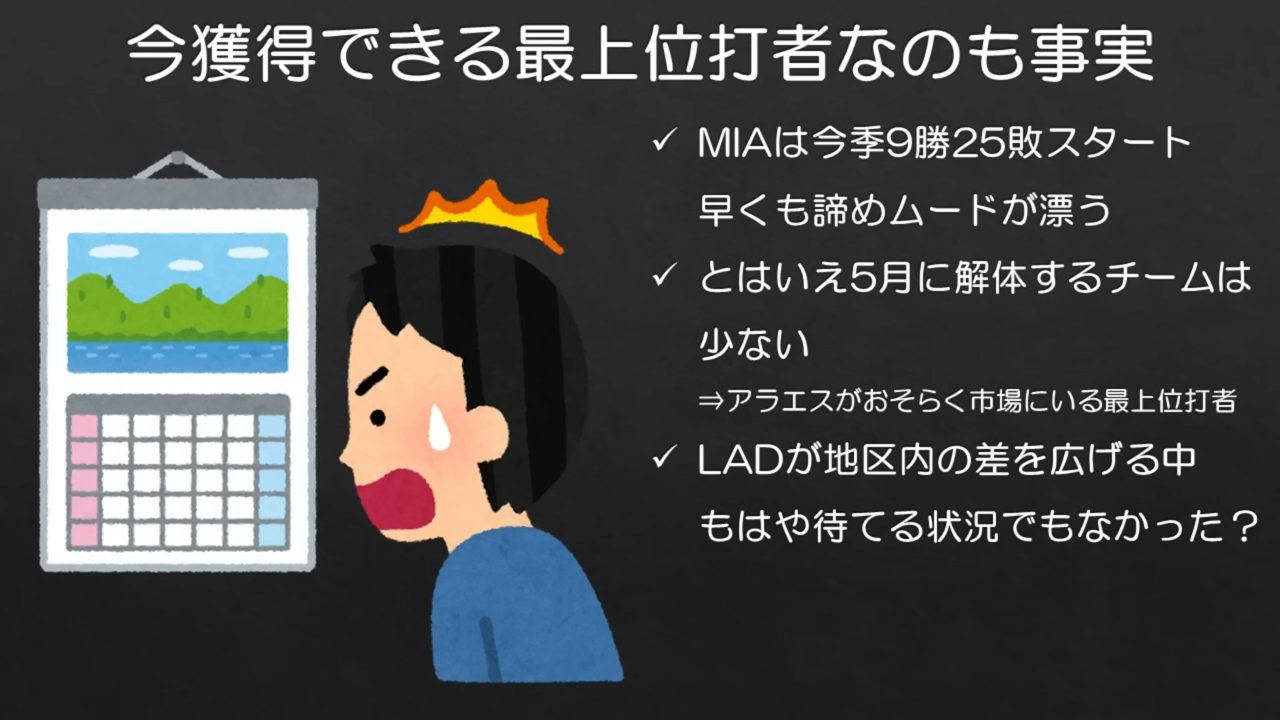 今獲得できる最上位打者なのも事実
✓ MIAは今季9勝25敗スタート
早くも諦めムードが漂う
✓ とはいえ5月に解体するチームは
少ない
⇒アラエスがおそらく市場にいる最上位打者
✓ LADが地区内の差を広げる中
もはや待てる状況でもなかった？